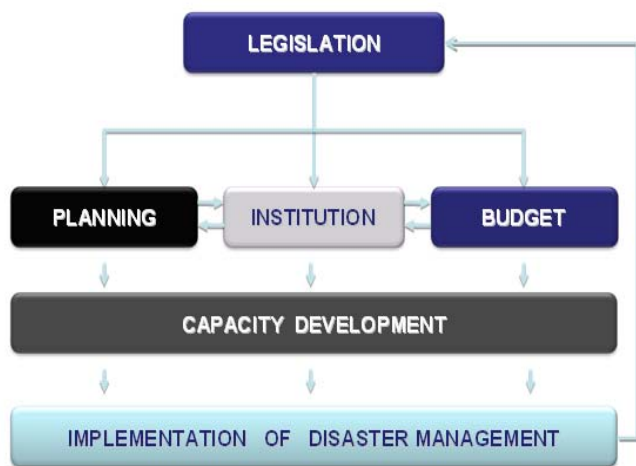 LEGISLATION
PLANNING
INSTITUTION
BUDGET
CAPACITY DEVELOPMENT
IMPLEMENTATION OF DISASTER MANAGEMENT